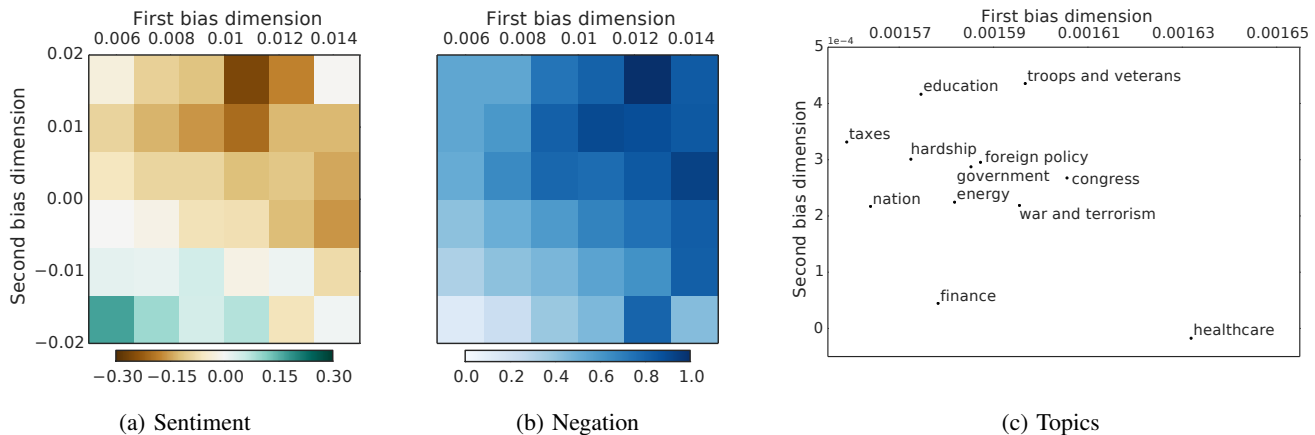 First bias dimension
0.006 0.008 0.01 0.012 0.014
Second bias dimension
0.02
0.01
0.00
−0.01
−0.02
−0.30 −0.15 0.00 0.15 0.30
(a) Sentiment
First bias dimension
0.006 0.008 0.01 0.012 0.014
0.0 0.2 0.4 0.6 0.8 1.0
(b) Negation
First bias dimension
0.00157 0.00159 0.00161 0.00163 0.00165
Second bias dimension
1e−4
5
4
3
2
1
0
troops and veterans
education
taxes
hardship
foreign policy
government
congress
energy
nation
war and terrorism
finance
healthcare
(c) Topics